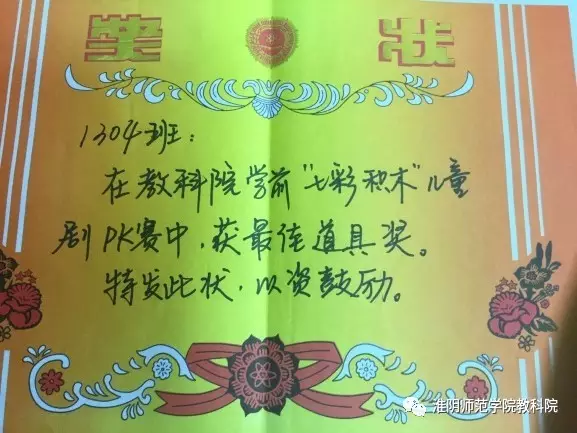 奖状
1304班：
在教科院学前“七彩积木”儿童
剧PK赛中，获最佳道具奖。
特发此状，以资鼓励。
淮阴师范学院教科院